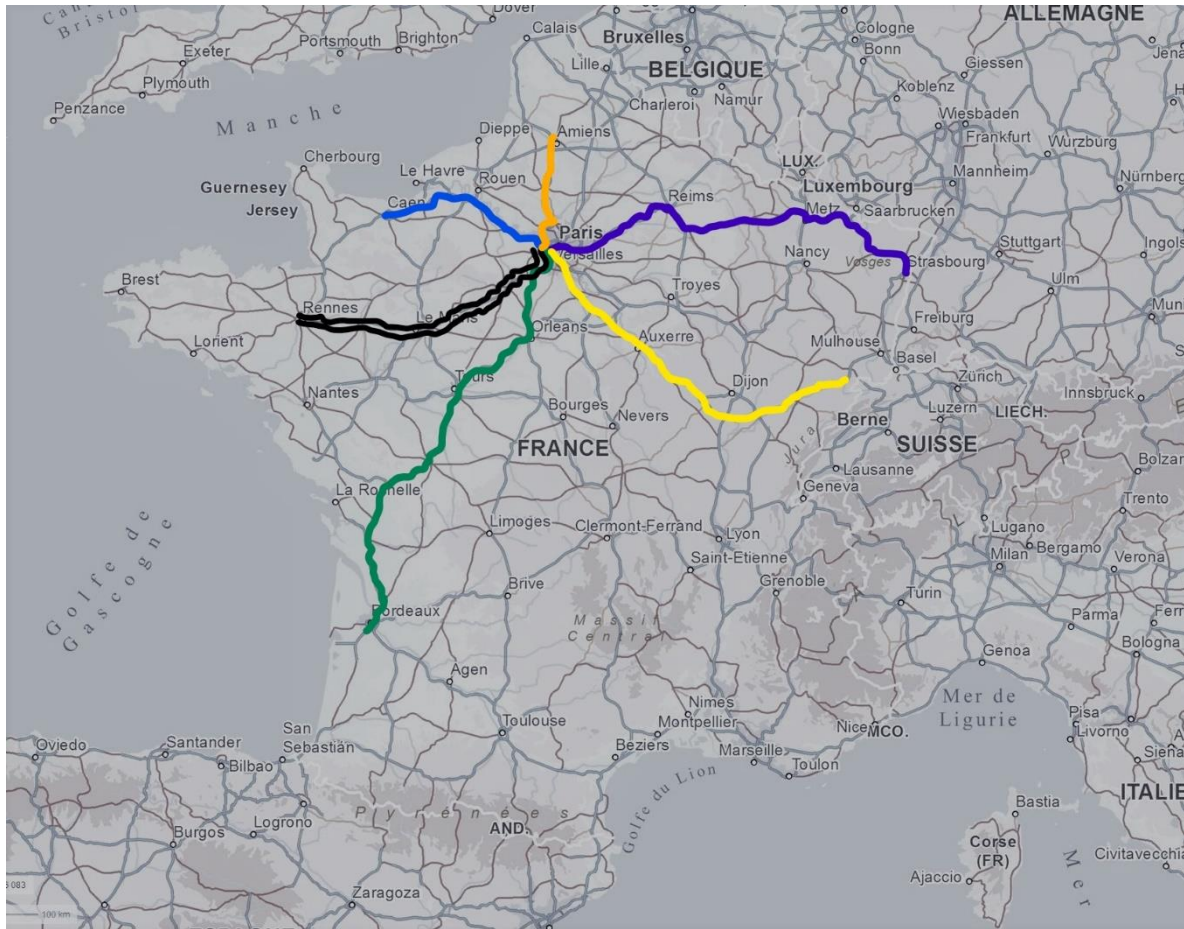 Bristol
Dover
Calais
Bruxelles
Cologne
ALLEMAGNE
Exeter
Portsmouth
Brighton
Lille
Bonn
Giessen
Jena
Plymouth
BELGIQUE
Koblenz
Penzance
Charleroi
Namur
Wiesbaden
Manche
Dieppe
Amiens
Frankfurt
Wurzburg
Cherbourg
Le Havre
Rouen
LUX.
Mannheim
Guernesey
Luxembourg
Nürnberg
Jersey
Caen
Reims
Metz
Saarbrucken
Paris
Versailles
Nancy
Vosges
Strasbourg
Stuttgart
Ingols
Brest
Troyes
Ulm
Rennes
Le Mans
Orleans
Auxerre
Mulhouse
Freiburg
Muni
Lorient
Basel
Tours
Dijon
Zürich
Innsbruck
Nantes
Bourges
Nevers
Berne
Luzern
LIECH.
FRANCE
Jura
SUISSE
Lausanne
Bolzan
La Rochelle
Geneva
Trento
Golfe de
Gascogne
Limoges
Clermont-Ferrand
Lyon
Lugano
Bergamo
Milan
Verona
Saint-Etienne
Brive
Grenoble
Turin
Bordeaux
Massif
Central
Parma
Ferr
Bologna
Genoa
Agen
Nimes
Mer de
Ligurie
Montpellier
Nice
MCO.
Pisa
Livorno
Toulouse
San
Sebastian
Oviedo
Santander
Bilbao
Beziers
Marseille
Toulon
Siena
Golfe du Lion
ITALIE
Pyrénées
Bastia
Burgos
Logrono
AND.
Corse
(FR)
Ajaccio
Mer
Civitavecchia
Zaragoza
083
100 km